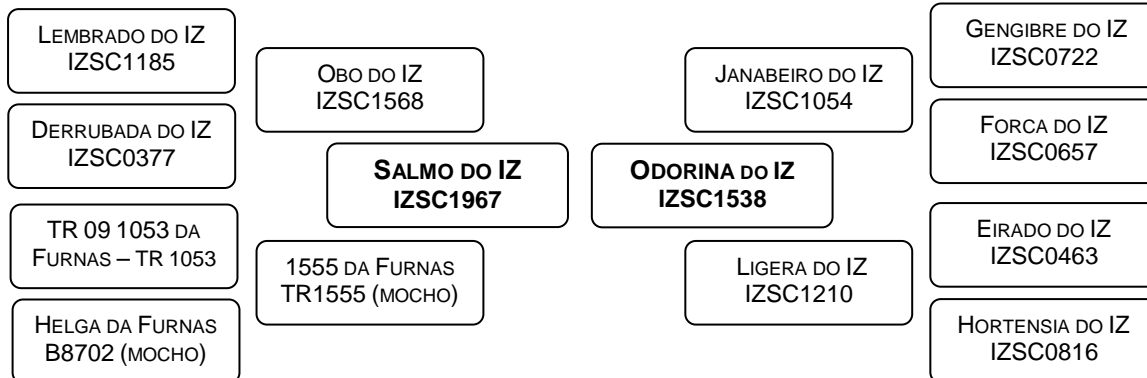 LEMBRADO DO IZ
IZSC1185
DERRUBADA DO IZ
IZSC0377
TR 09 1053 DA
FURNAS – TR 1053
HELGA DA FURNAS
B8702 (MOCHO)
OBO DO IZ
IZSC1568
1555 DA FURNAS
TR1555 (MOCHO)
SALMO DO IZ
IZSC1967
ODORINA DO IZ
IZSC1538
JANABEIRO DO IZ
IZSC1054
LIGERA DO IZ
IZSC1210
GENGIBRE DO IZ
IZSC0722
FORCA DO IZ
IZSC0657
EIRADO DO IZ
IZSC0463
HORTENSIA DO IZ
IZSC0816